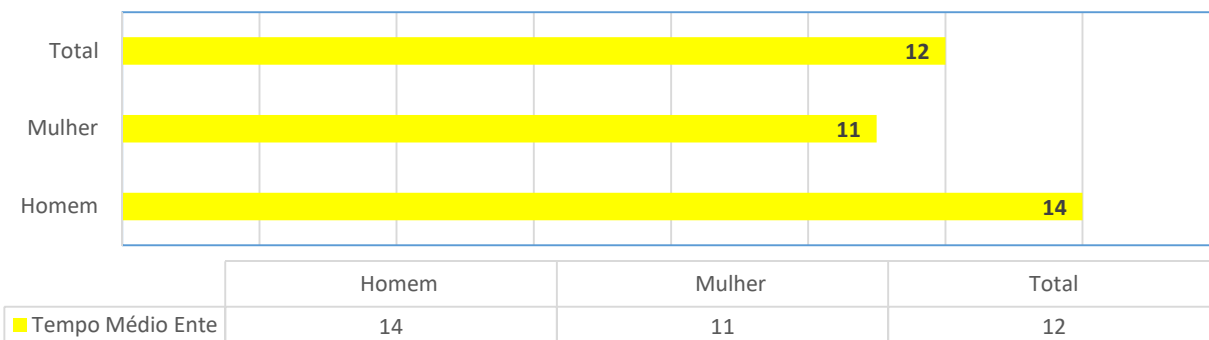 Total
12
Mulher
11
Homem
14
Homem Mulher Total
Tempo Médio Ente 14 11 12